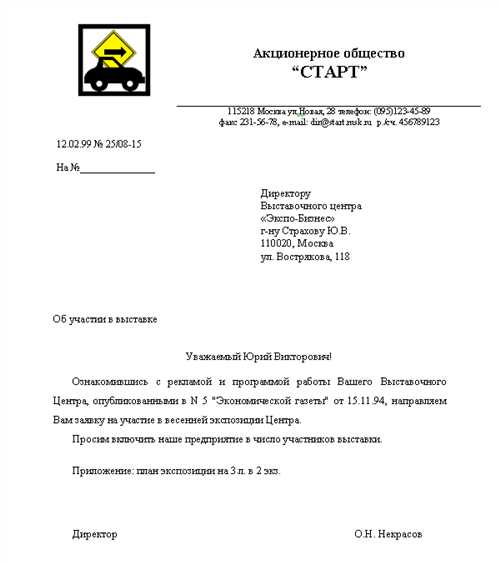 Акционерное общество
“СТАРТ”
115218 Москва ул.Новая, 28 телефон: (095)123-45-89
факс 231-56-78, e-mail: dir@start.msk.ru р./сч. 456789123
12.02.99 № 25/08-15
На №_______________
Директору
Выставочного центра
«Экспо-Бизнес»
г-ну Страхову Ю.В.
110020, Москва
ул. Вострякова, 118
Об участии в выставке
Уважаемый Юрий Викторович!
Ознакомившись с рекламой и программой работы Вашего Выставочного
Центра, опубликованными в N 5 "Экономической газеты" от 15.11.94, направляем
Вам заявку на участие в весенней экспозиции Центра.
Просим включить наше предприятие в число участников выставки.
Приложение: план экспозиции на 3 л. в 2 экз.
Директор О.Н. Некрасов